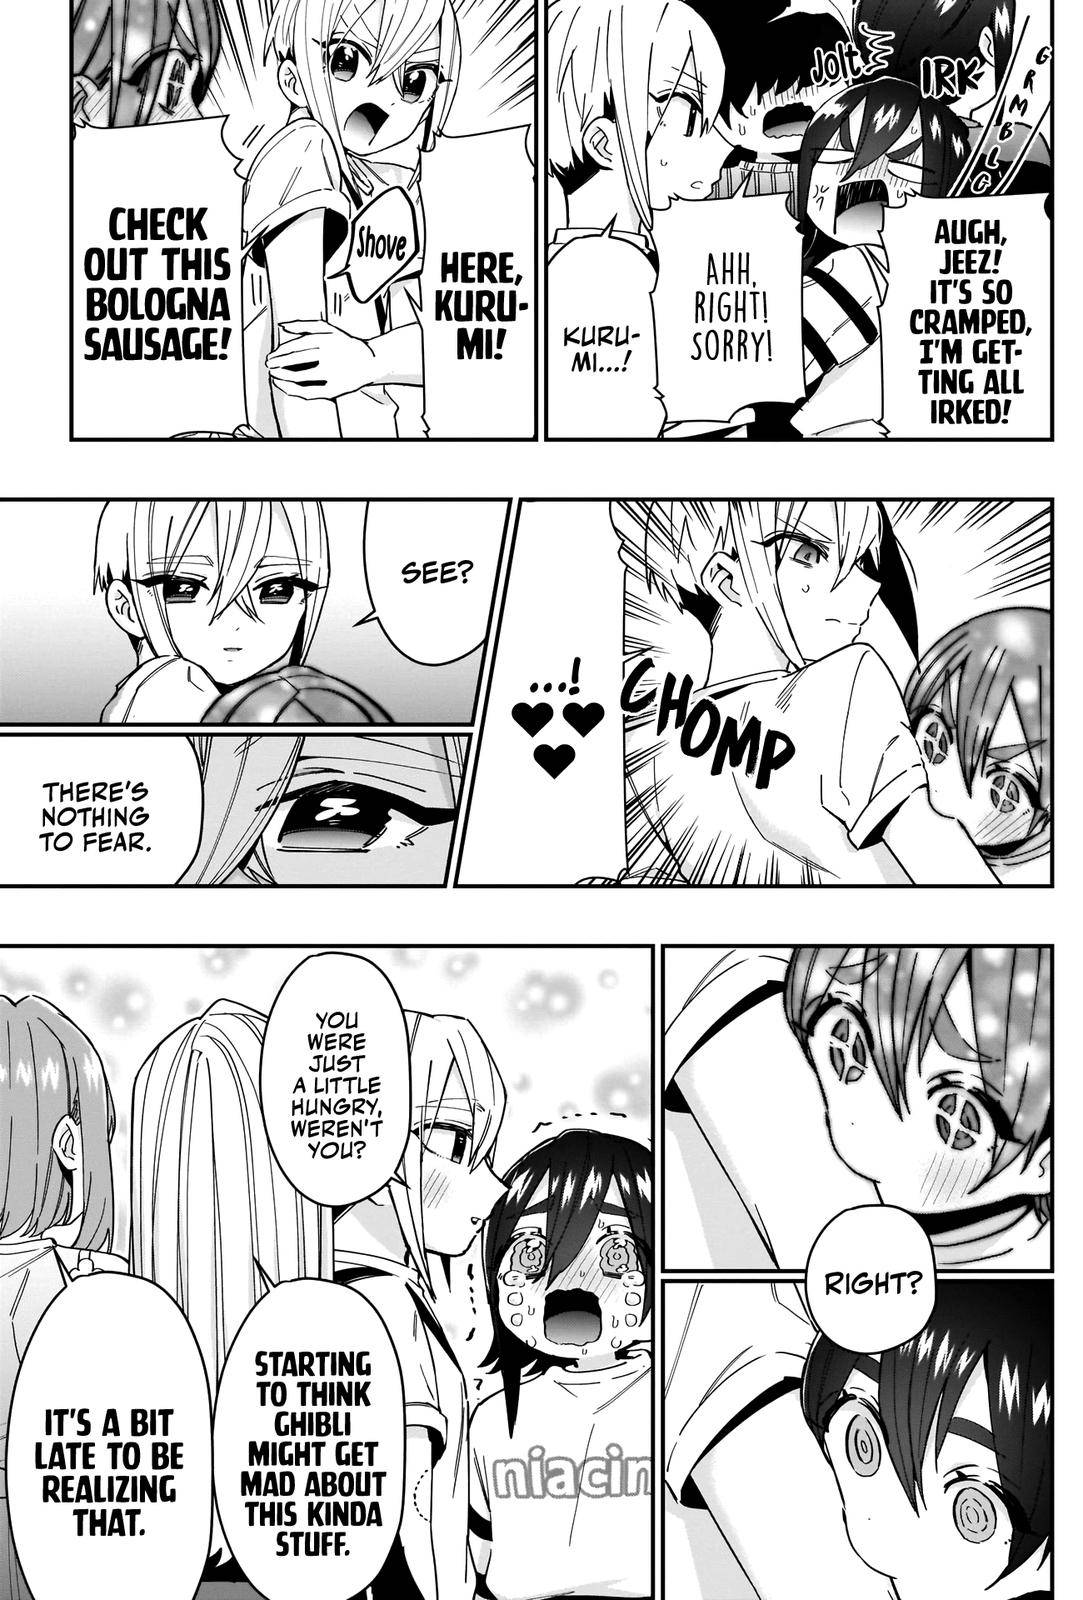 GRMBLG
IRK
Jolt
AUGH,
JEEZ!
IT'S SO
CRAMPED,
I'M GET-
TING ALL
IRKED!
AHH,
RIGHT!
SORRY!
KURU-
MI...!
HERE,
KURU-
MI!
Shove
CHECK
OUT THIS
BOLOGNA
SAUSAGE!
CHOMP
...!
SEE?
THERE'S
NOTHING
TO FEAR.
RIGHT?
YOU
WERE
JUST
A LITTLE
HUNGRY,
WEREN'T
YOU?
niacin
STARTING
TO THINK
GHIBLI
MIGHT GET
MAD ABOUT
THIS KINDA
STUFF.
IT'S A BIT
LATE TO BE
REALIZING
THAT.